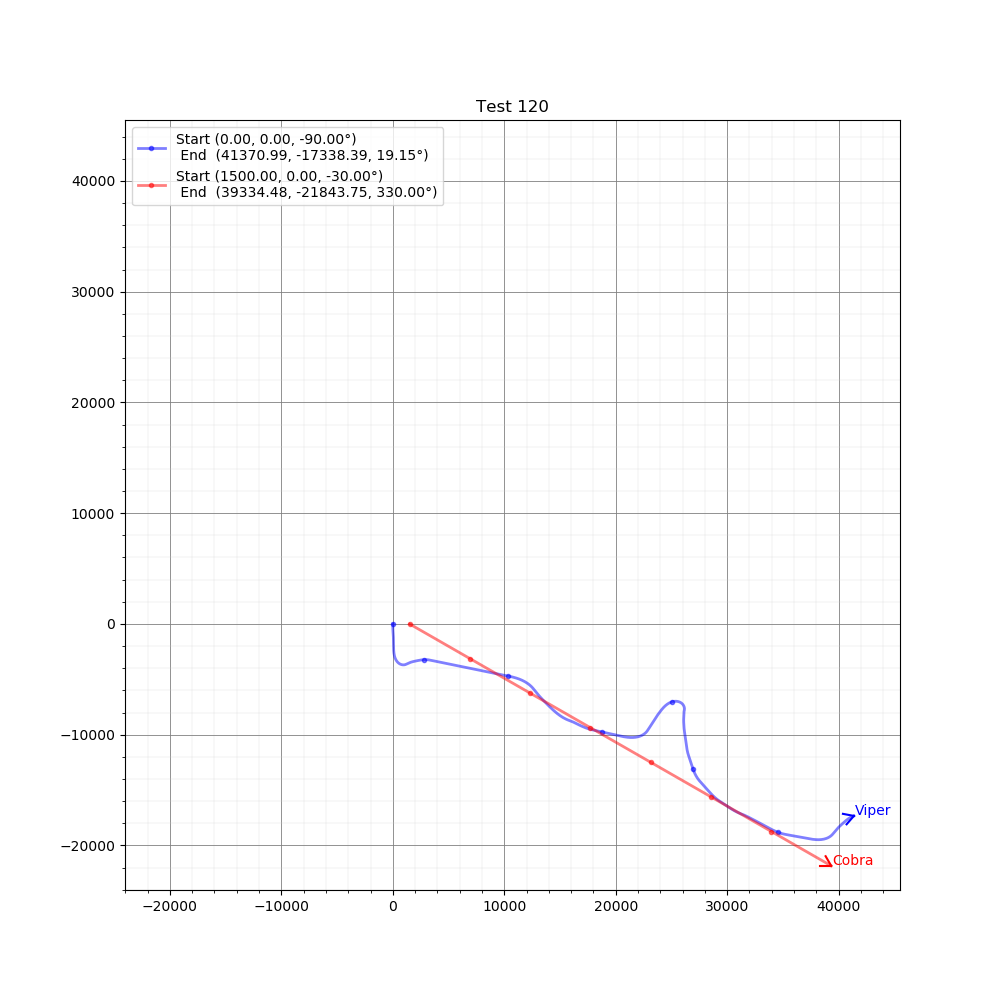 Test 120
Start (0.00, 0.00, -90.00°)
End (41370.99, -17338.39, 19.15°)
Start (1500.00, 0.00, -30.00°)
End (39334.48, -21843.75, 330.00°)
40000
30000
20000
10000
0
−10000
−20000
Viper
Cobra
−20000 −10000 0 10000 20000 30000 40000